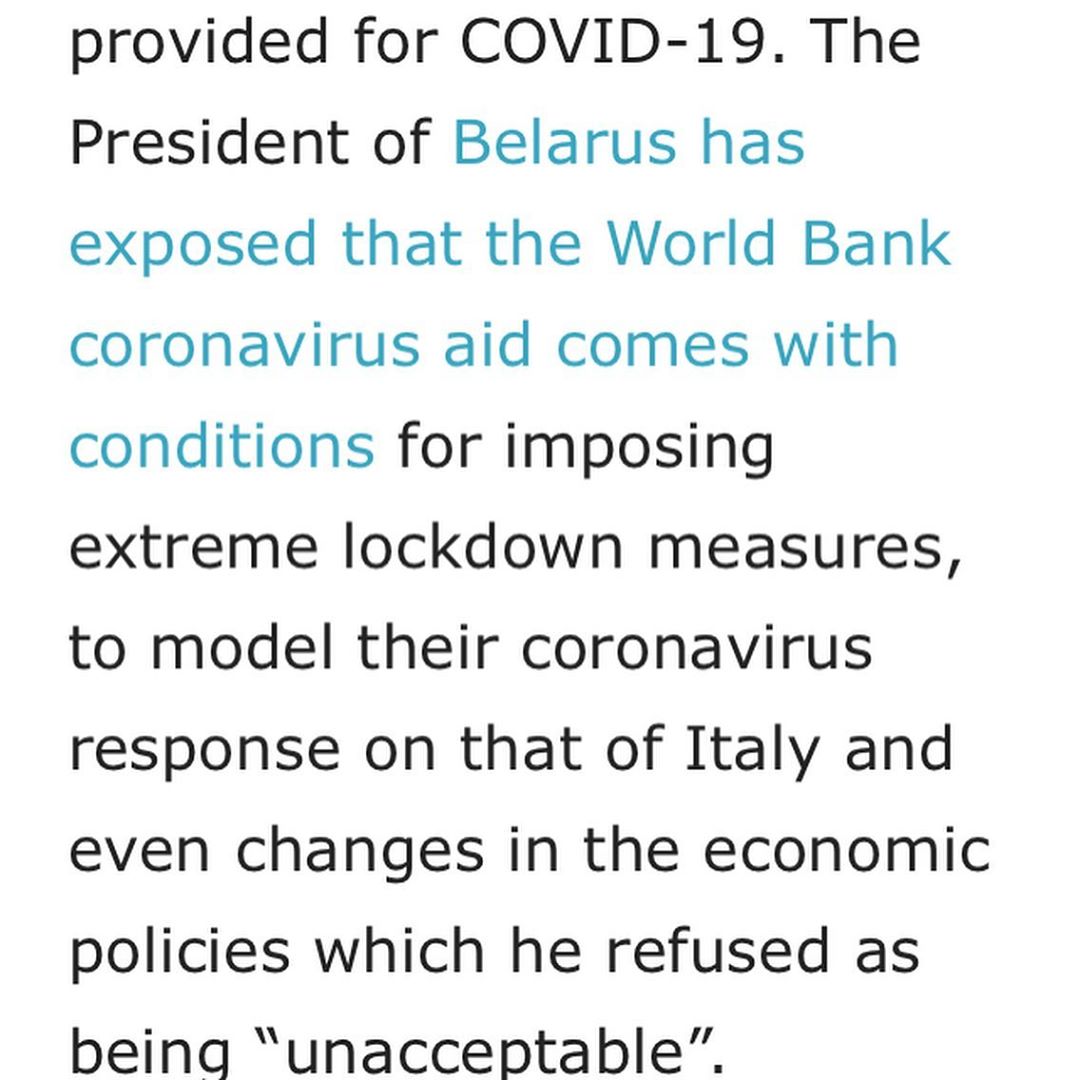 provided for COVID-19. The
President of Belarus has
exposed that the World Bank
coronavirus aid comes with
conditions for imposing
extreme lockdown measures,
to model their coronavirus
response on that of Italy and
even changes in the economic
policies which he refused as
being “unacceptable”.